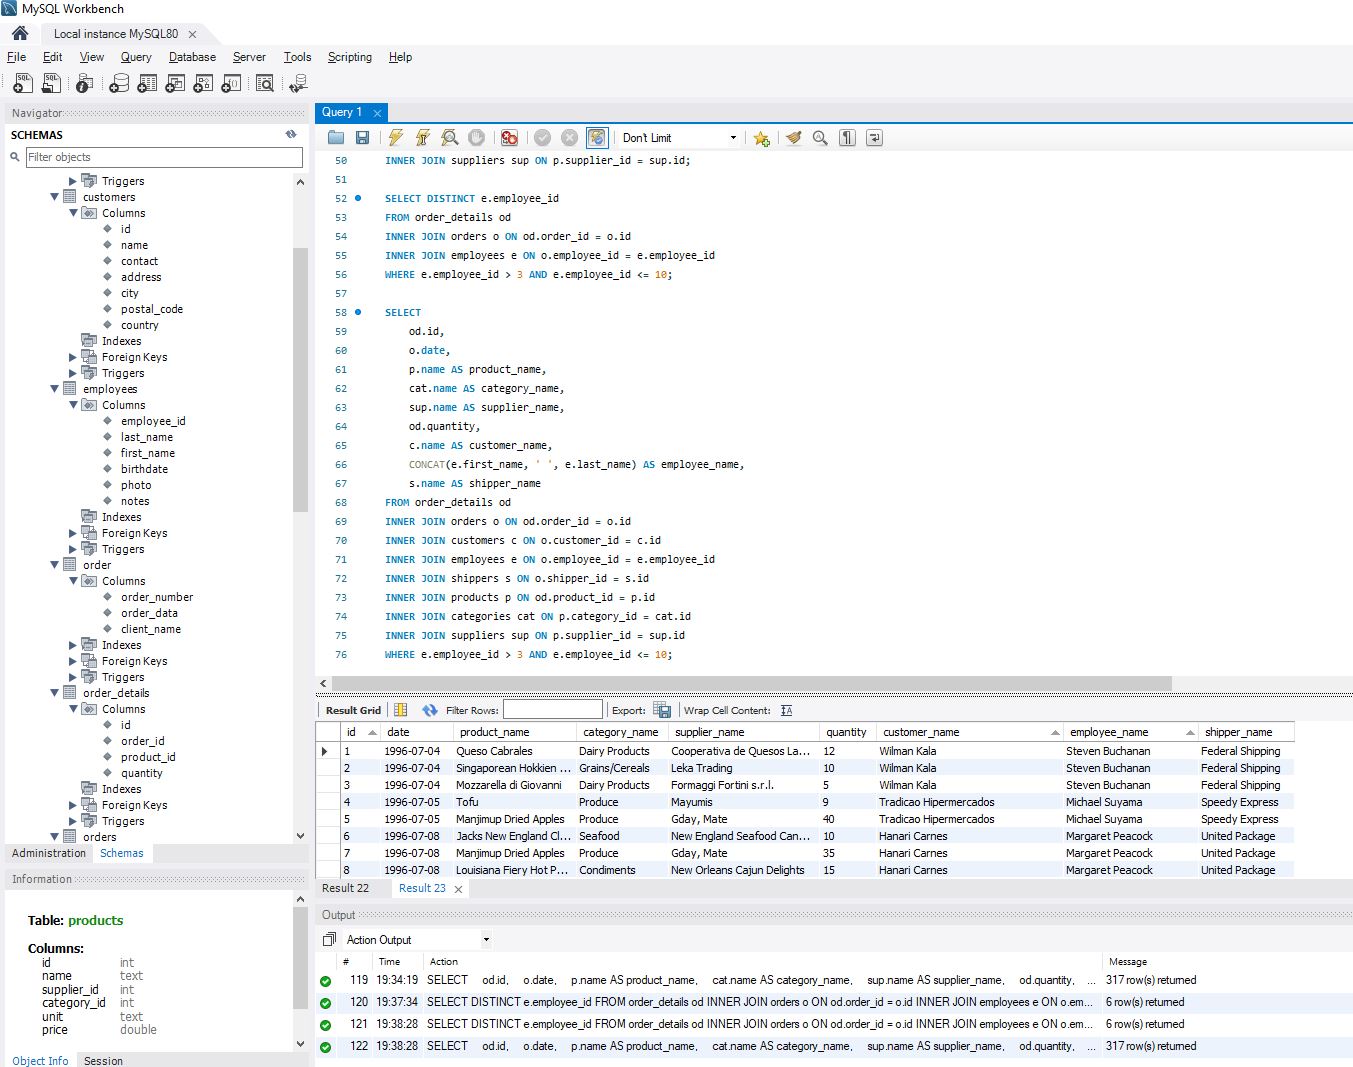 MySQL Workbench
Local instance MySQL80
File Edit View Query Database Server Tools Scripting Help
Navigator
SCHEMAS
Filter objects
Triggers
customers
Columns
id
name
contact
address
city
postal_code
country
Indexes
Foreign Keys
Triggers
employees
Columns
employee_id
last_name
first_name
birthdate
photo
notes
Indexes
Foreign Keys
Triggers
order
Columns
order_number
order_data
client_name
Indexes
Foreign Keys
Triggers
order_details
Columns
id
order_id
product_id
quantity
Indexes
Foreign Keys
Triggers
orders
Administration Schemas
Information
Table: products
Columns:
id int
name text
supplier_id int
category_id int
unit text
price double
Object Info Session
Query 1
Don't Limit
50 INNER JOIN suppliers sup ON p.supplier_id = sup.id;
51
52 SELECT DISTINCT e.employee_id
53 FROM order_details od
54 INNER JOIN orders o ON od.order_id = o.id
55 INNER JOIN employees e ON o.employee_id = e.employee_id
56 WHERE e.employee_id > 3 AND e.employee_id <= 10;
57
58 SELECT
59 od.id,
60 o.date,
61 p.name AS product_name,
62 cat.name AS category_name,
63 sup.name AS supplier_name,
64 od.quantity,
65 c.name AS customer_name,
66 CONCAT(e.first_name, ' ', e.last_name) AS employee_name,
67 s.name AS shipper_name
68 FROM order_details od
69 INNER JOIN orders o ON od.order_id = o.id
70 INNER JOIN customers c ON o.customer_id = c.id
71 INNER JOIN employees e ON o.employee_id = e.employee_id
72 INNER JOIN shippers s ON o.shipper_id = s.id
73 INNER JOIN products p ON od.product_id = p.id
74 INNER JOIN categories cat ON p.category_id = cat.id
75 INNER JOIN suppliers sup ON p.supplier_id = sup.id
76 WHERE e.employee_id > 3 AND e.employee_id <= 10;
Result Grid Filter Rows: Export: Wrap Cell Content:
id date product_name category_name supplier_name quantity customer_name employee_name shipper_name
1 1996-07-04 Queso Cabrales Dairy Products Cooperativa de Quesos La... 12 Wilman Kala Steven Buchanan Federal Shipping
2 1996-07-04 Singaporean Hokkien ... Grains/Cereals Leka Trading 10 Wilman Kala Steven Buchanan Federal Shipping
3 1996-07-04 Mozzarella di Giovanni Dairy Products Formaggi Fortini s.r.l. 5 Wilman Kala Steven Buchanan Federal Shipping
4 1996-07-05 Tofu Produce Mayumis 9 Tradicao Hipermercados Michael Suyama Speedy Express
5 1996-07-05 Manjimup Dried Apples Produce Gday, Mate 40 Tradicao Hipermercados Michael Suyama Speedy Express
6 1996-07-08 Jacks New England Cl... Seafood New England Seafood Can... 10 Hanari Carnes Margaret Peacock United Package
7 1996-07-08 Manjimup Dried Apples Produce Gday, Mate 35 Hanari Carnes Margaret Peacock United Package
8 1996-07-08 Louisiana Fiery Hot P... Condiments New Orleans Cajun Delights 15 Hanari Carnes Margaret Peacock United Package
Result 22 Result 23
Output
Action Output
# Time Action Message
119 19:34:19 SELECT od.id, o.date, p.name AS product_name, cat.name AS category_name, sup.name AS supplier_name, od.quantity, ... 317 row(s) returned
120 19:37:34 SELECT DISTINCT e.employee_id FROM order_details od INNER JOIN orders o ON od.order_id = o.id INNER JOIN employees e ON o.em... 6 row(s) returned
121 19:38:28 SELECT DISTINCT e.employee_id FROM order_details od INNER JOIN orders o ON od.order_id = o.id INNER JOIN employees e ON o.em... 6 row(s) returned
122 19:38:28 SELECT od.id, o.date, p.name AS product_name, cat.name AS category_name, sup.name AS supplier_name, od.quantity, ... 317 row(s) returned